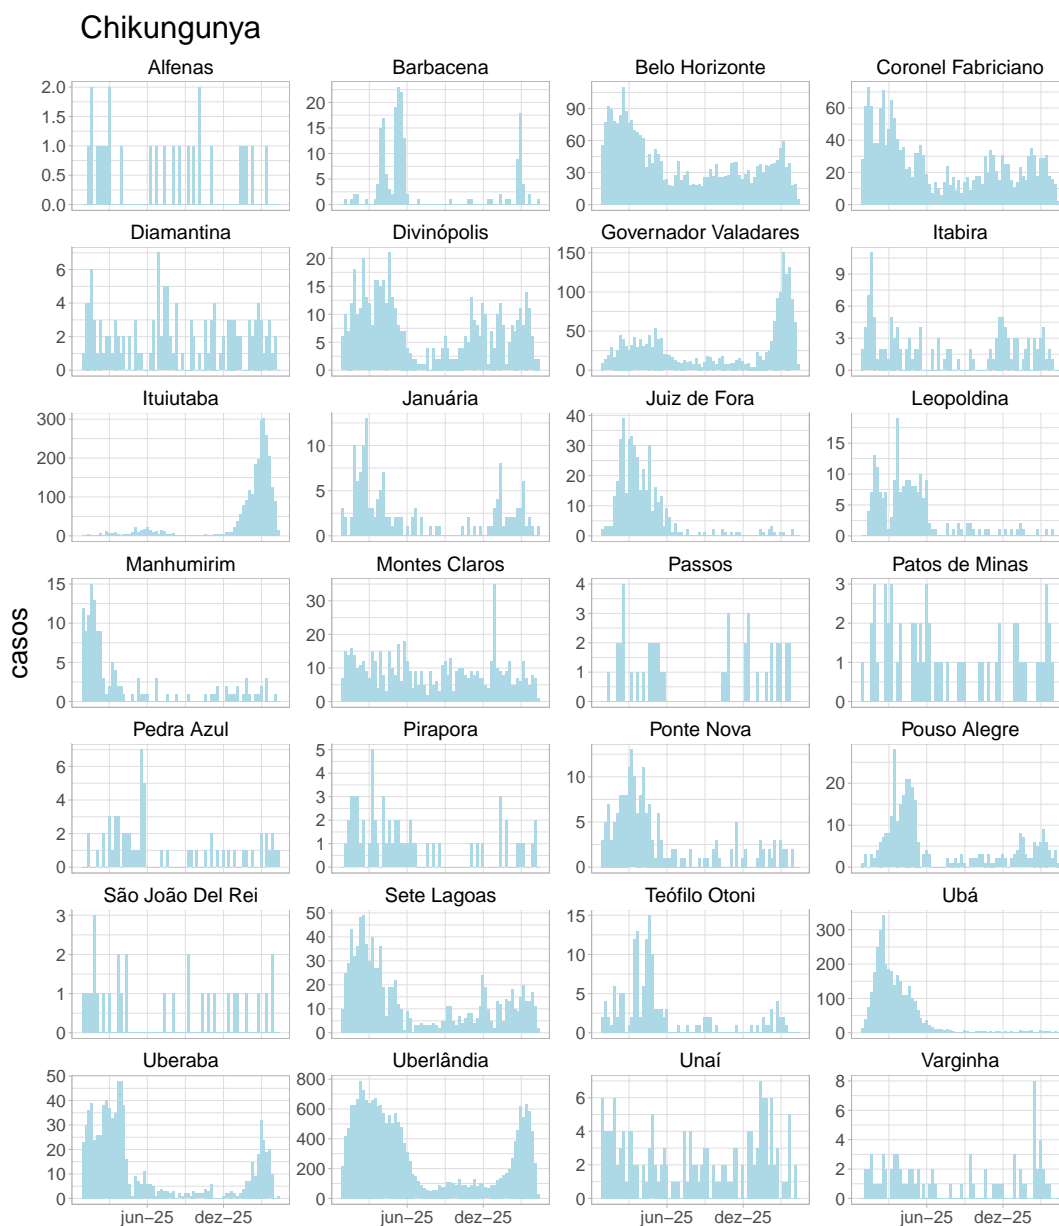 Chikungunya
Alfenas Barbacena Belo Horizonte Coronel Fabriciano
2.0 1.5 1.0 0.5 0.0
20 15 10 5 0
90 60 30 0
60 40 20 0
Diamantina Divinópolis Governador Valadares Itabira
6 4 2 0
20 15 10 5 0
150 100 50 0
9 6 3 0
Ituiutaba Januária Juiz de Fora Leopoldina
300 200 100 0
10 5 0
40 30 20 10 0
15 10 5 0
casos
Manhumirim Montes Claros Passos Patos de Minas
15 10 5 0
30 20 10 0
4 3 2 1 0
3 2 1 0
Pedra Azul Pirapora Ponte Nova Pouso Alegre
6 4 2 0
5 4 3 2 1 0
10 5 0
20 10 0
São João Del Rei Sete Lagoas Teófilo Otoni Ubá
3 2 1 0
50 40 30 20 10 0
15 10 5 0
300 200 100 0
Uberaba Uberlândia Unaí Varginha
50 40 30 20 10 0
800 600 400 200 0
6 4 2 0
8 6 4 2 0
jun–25 dez–25 jun–25 dez–25 jun–25 dez–25 jun–25 dez–25